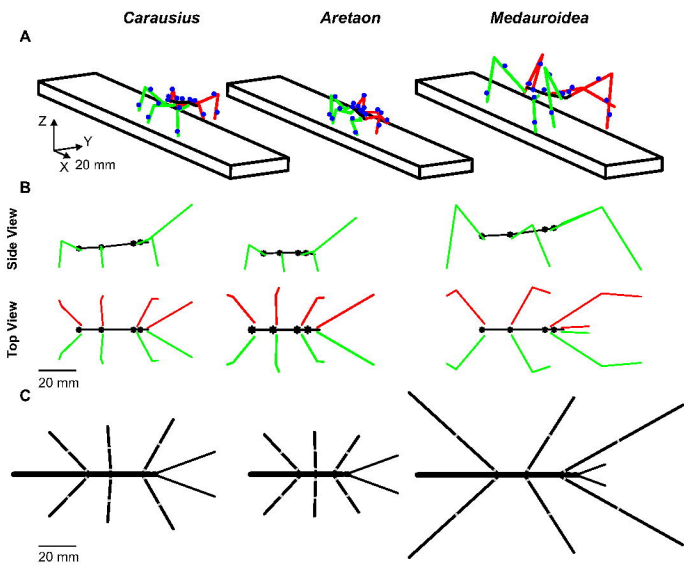 Carausius Aretaon Medauroidea
A
Z
Y
X 20 mm
B
Side View
Top View
20 mm
C
20 mm